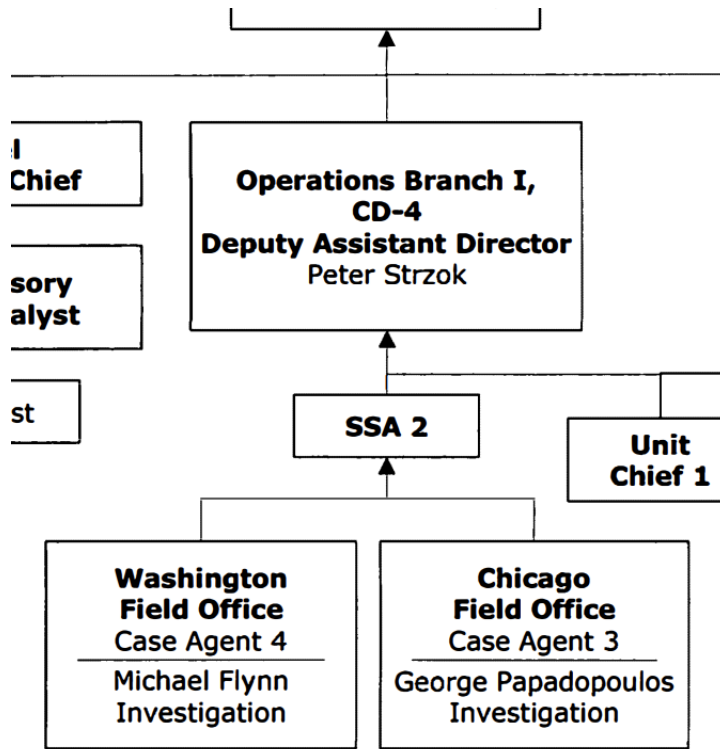 l
Chief
sory
alyst
st
Operations Branch I,
CD-4
Deputy Assistant Director
Peter Strzok
SSA 2
Unit
Chief 1
Washington
Field Office
Case Agent 4
Michael Flynn
Investigation
Chicago
Field Office
Case Agent 3
George Papadopoulos
Investigation